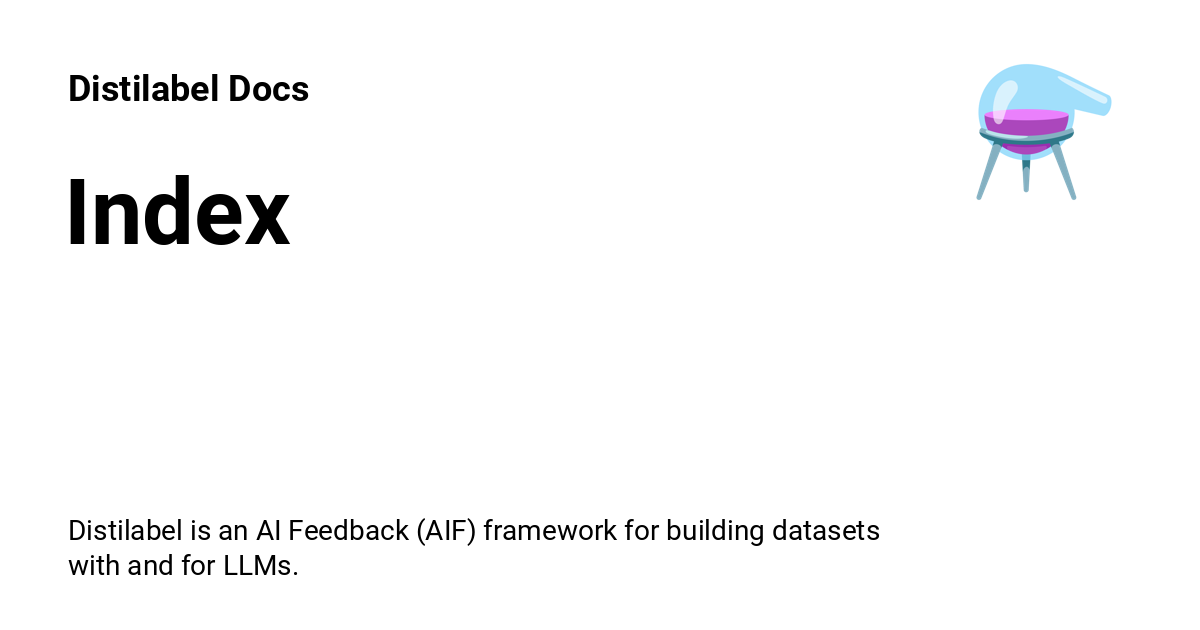 Distilabel Docs
Index
Distilabel is an AI Feedback (AIF) framework for building datasets
with and for LLMs.